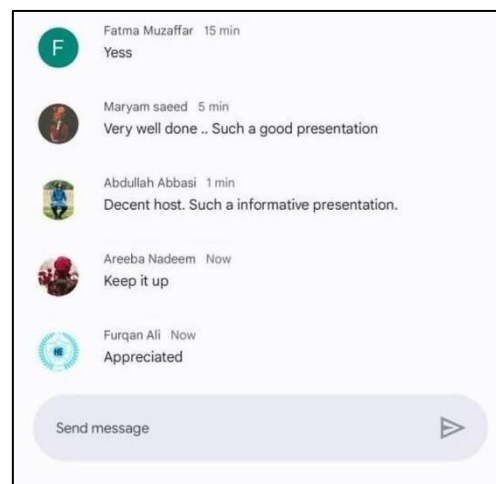 Fatma Muzaffar 15 min
F
Yess
Maryam saeed 5 min
Very well done .. Such a good presentation
Abdullah Abbasi 1 min
Decent host. Such a informative presentation.
Areeba Nadeem Now
Keep it up
Furqan Ali Now
HE
Appreciated
Send message